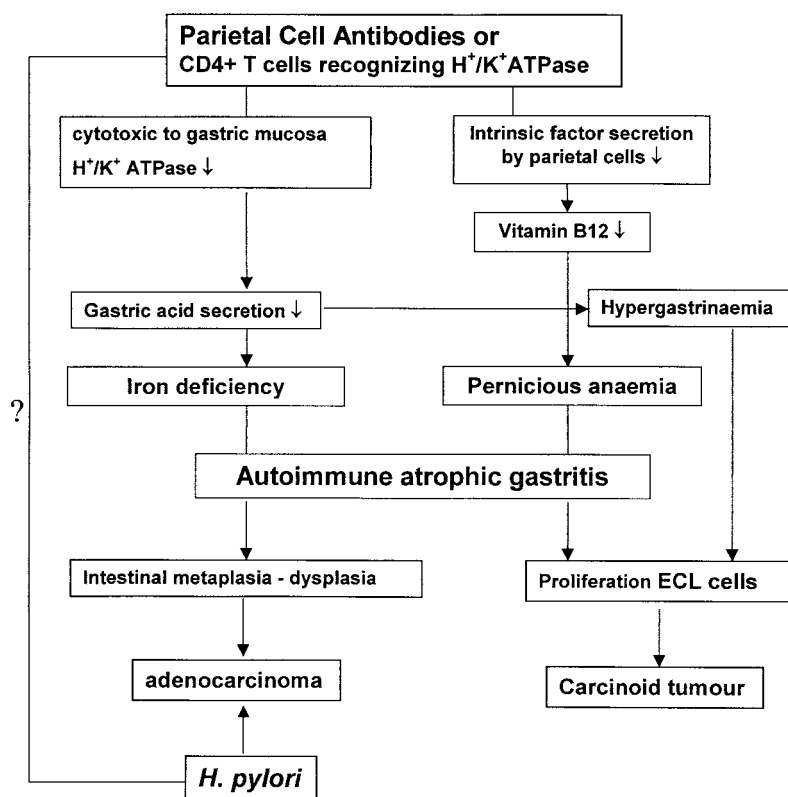 Parietal Cell Antibodies or
CD4+ T cells recognizing H⁺/K⁺ATPase
cytotoxic to gastric mucosa
H⁺/K⁺ ATPase ↓
Intrinsic factor secretion
by parietal cells ↓
Vitamin B12 ↓
Gastric acid secretion ↓
Hypergastrinaemia
Iron deficiency
Pernicious anaemia
?
Autoimmune atrophic gastritis
Intestinal metaplasia - dysplasia
Proliferation ECL cells
adenocarcinoma
Carcinoid tumour
H. pylori